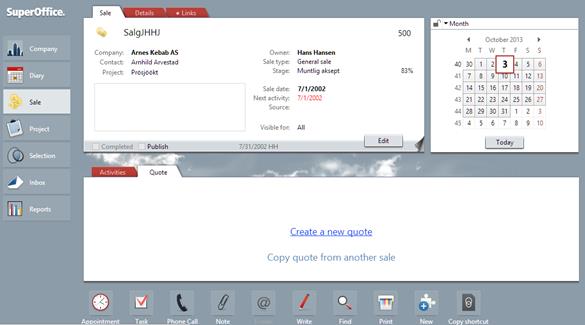 SuperOffice.
Company
Diary
Sale
Project
Selection
Inbox
Reports
Sale Details • Links
SalgJHHJ 500
Company: Arnes Kebab AS
Contact: Arnhild Arvestad
Project: Prosjöökt
Owner: Hans Hansen
Sale type: General sale
Stage: Muntlig aksept 83%
Sale date: 7/1/2002
Next activity: 7/1/2002
Source:
Visible for: All
Completed Publish 7/31/2002 HH
Edit
Month
October 2013
M T W T F S S
40 30 1 2 3 4 5 6
41 7 8 9 10 11 12 13
42 14 15 16 17 18 19 20
43 21 22 23 24 25 26 27
44 28 29 30 31 1 2 3
45 4 5 6 7 8 9 10
Today
Activities Quote
Create a new quote
Copy quote from another sale
Appointment Task Phone Call Note Write Find Print New Copy shortcut